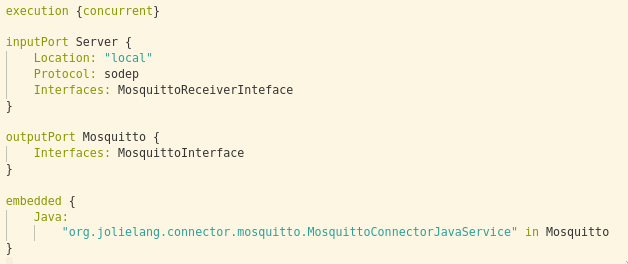 execution {concurrent}
inputPort Server {
Location: "local"
Protocol: sodep
Interfaces: MosquittoReceiverInteface
}
outputPort Mosquitto {
Interfaces: MosquittoInterface
}
embedded {
Java:
"org.jolielang.connector.mosquitto.MosquittoConnectorJavaService" in Mosquitto
}